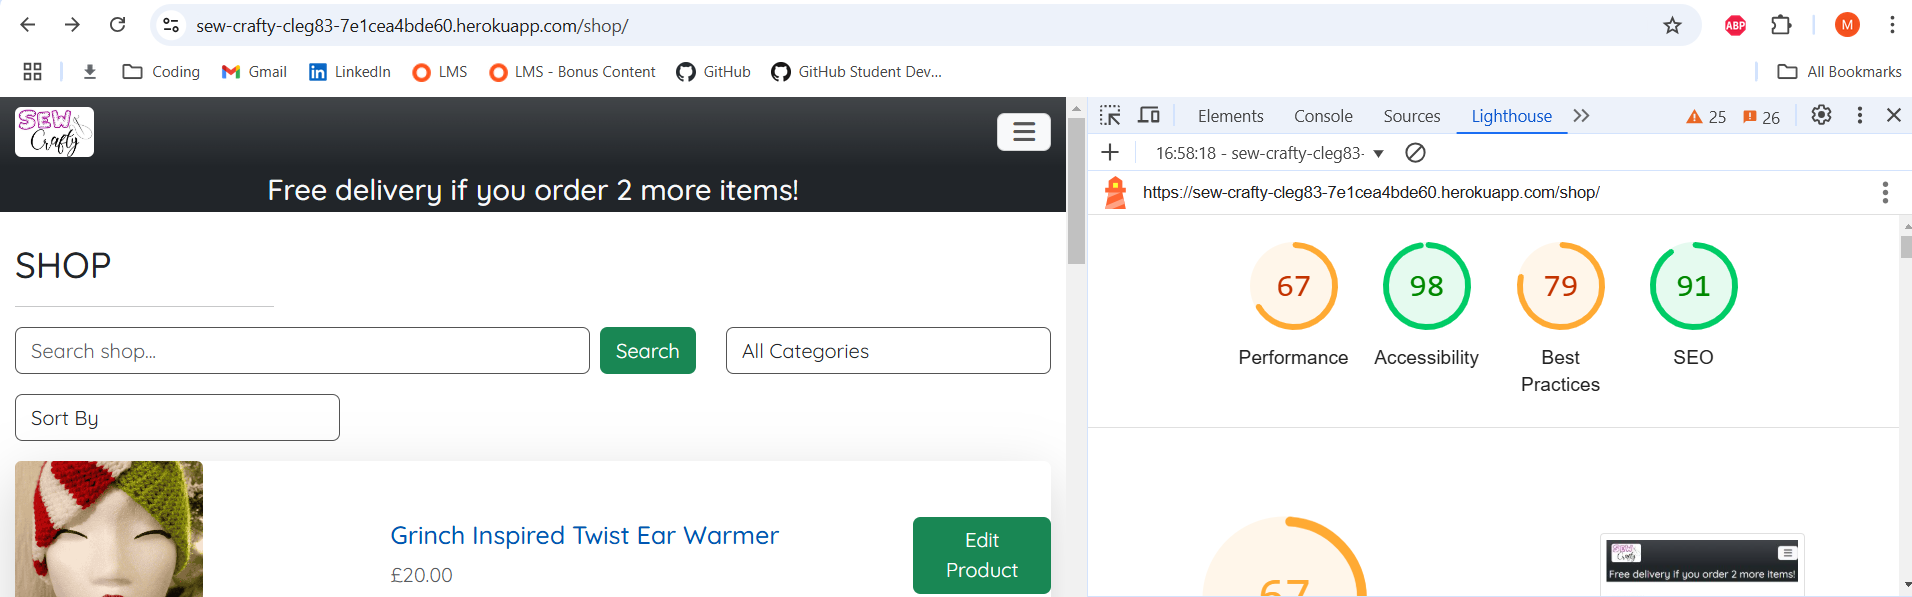 sew-crafty-cleg83-7e1cea4bde60.herokuapp.com/shop/
ABP
M
Coding
Gmail
LinkedIn
LMS
LMS - Bonus Content
GitHub
GitHub Student Dev...
All Bookmarks
SEW
Crafty
Free delivery if you order 2 more items!
SHOP
Search shop...
Search
All Categories
Sort By
Grinch Inspired Twist Ear Warmer
£20.00
Edit
Product
Elements
Console
Sources
Lighthouse
25
26
16:58:18 - sew-crafty-cleg83-
https://sew-crafty-cleg83-7e1cea4bde60.herokuapp.com/shop/
67
98
79
91
Performance
Accessibility
Best
Practices
SEO
67
SEW
Crafty
Free delivery if you order 2 more items!